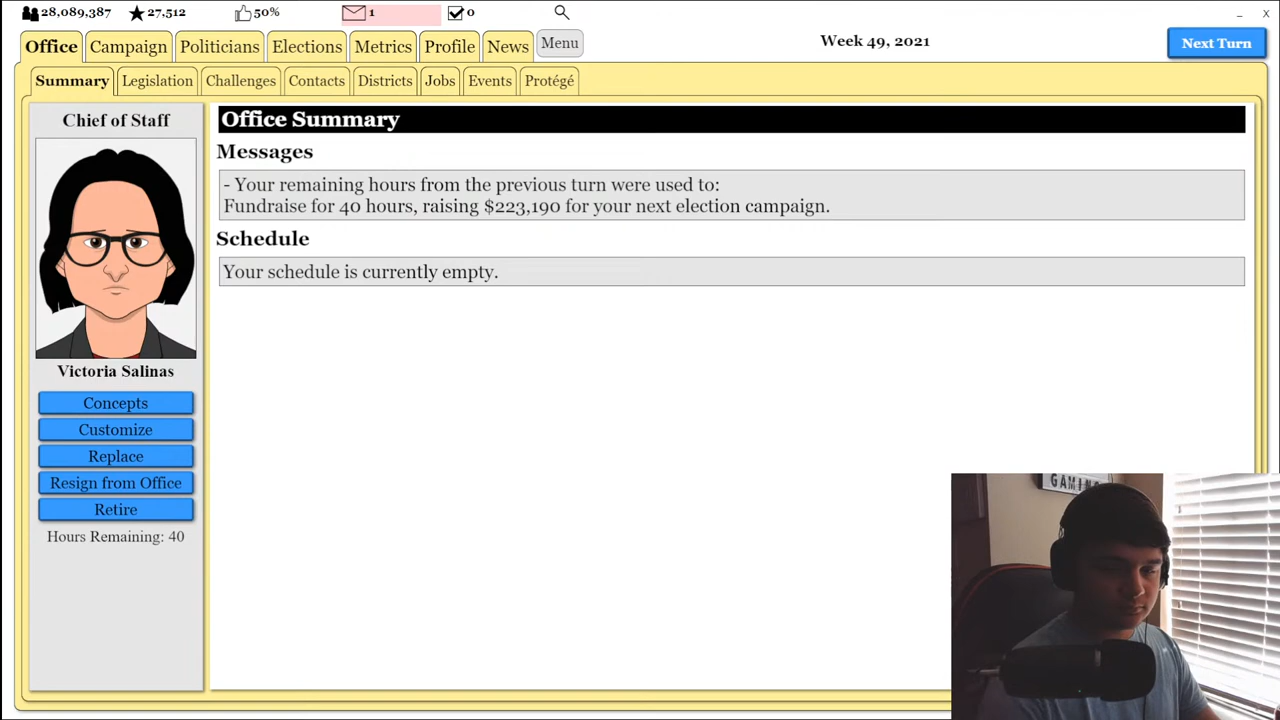 28,089,387 27,512 50% 1 0
Office Campaign Politicians Elections Metrics Profile News Menu Week 49, 2021 Next Turn
Summary Legislation Challenges Contacts Districts Jobs Events Protégé
Chief of Staff
Victoria Salinas
Concepts
Customize
Replace
Resign from Office
Retire
Hours Remaining: 40
Office Summary
Messages
- Your remaining hours from the previous turn were used to:
Fundraise for 40 hours, raising $223,190 for your next election campaign.
Schedule
Your schedule is currently empty.
GAMING